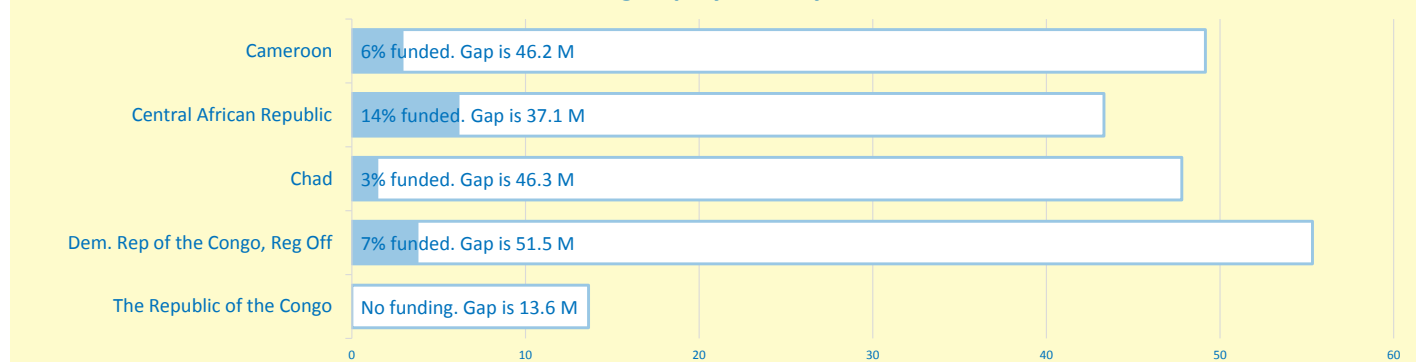 Cameroon
6% funded. Gap is 46.2 M
Central African Republic
14% funded. Gap is 37.1 M
Chad
3% funded. Gap is 46.3 M
Dem. Rep of the Congo, Reg Off
7% funded. Gap is 51.5 M
The Republic of the Congo
No funding. Gap is 13.6 M
0 10 20 30 40 50 60